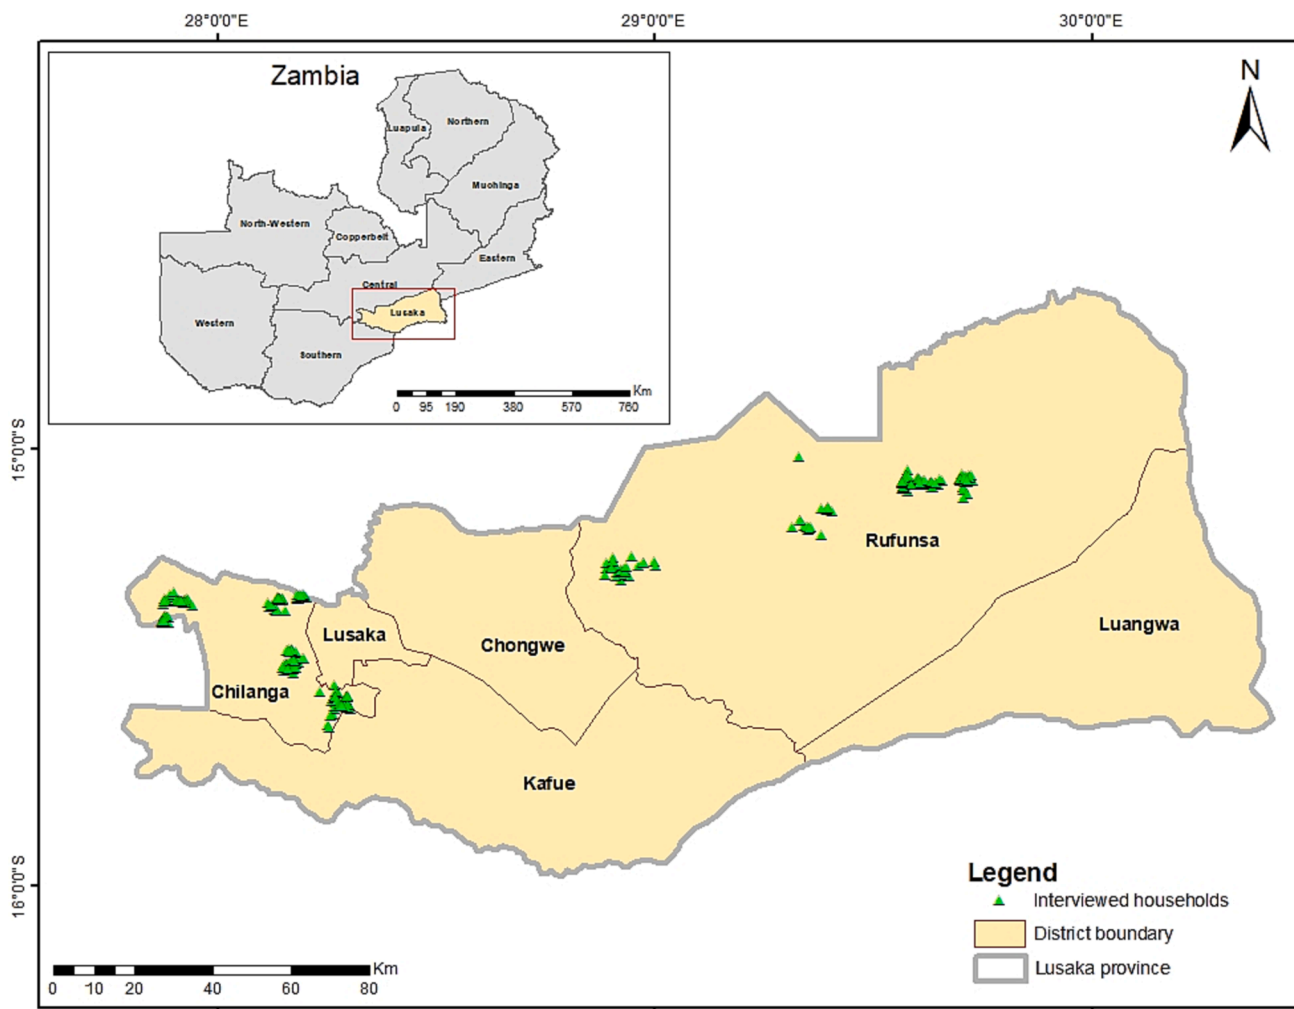 28°0'0"E 29°0'0"E 30°0'0"E
Zambia
N
Luapula
Northern
Muohinga
North-Western
Copperbelt
Eastern
Central
Lusaka
Western
Southern
Km
0 95 190 380 570 760
15°0'0"S
Rufunsa
Luangwa
Lusaka
Chongwe
Chilanga
Kafue
16°0'0"S
Legend
Interviewed households
District boundary
Lusaka province
Km
0 10 20 40 60 80